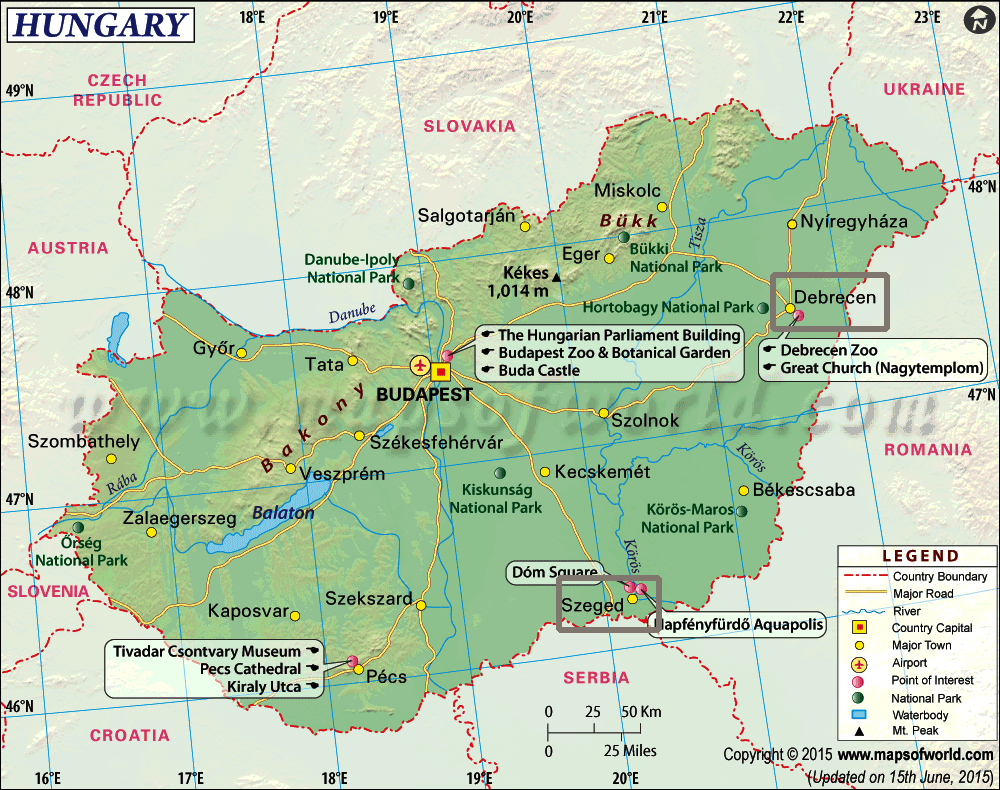 HUNGARY
18°E
19°E
20°E
21°E
22°E
23°E
N
CZECH
REPUBLIC
49°N
UKRAINE
SLOVAKIA
48°N
Miskolc
Salgotarján
Bükk
Tisza
Nyíregyháza
AUSTRIA
Eger
Bükki
National Park
Danube-Ipoly
National Park
Kékes
1,014 m
48°N
Danube
Hortobagy National Park
Debrecen
The Hungarian Parliament Building
Budapest Zoo & Botanical Garden
Buda Castle
Debrecen Zoo
Great Church (Nagytemplom)
Győr
Tata
BUDAPEST
47°N
www.mapsofworld.com
Bakony
Szolnok
Szombathely
Székesfehérvár
ROMANIA
Veszprém
Kecskemét
Körös
Rába
Kiskunság
National Park
Békescsaba
47°N
Balaton
Zalaegerszeg
Körös-Maros
National Park
Őrség
National Park
Körös
SLOVENIA
Dóm Square
Szeged
Szekszard
Kaposvar
Napfényfürdő Aquapolis
Tivadar Csontvary Museum
Pecs Cathedral
Kiraly Utca
Pécs
SERBIA
46°N
CROATIA
0 25 50 Km
0 25 Miles
LEGEND
Country Boundary
Major Road
River
Country Capital
Major Town
Airport
Point of Interest
National Park
Waterbody
Mt. Peak
Copyright © 2015 www.mapsofworld.com
(Updated on 15th June, 2015)
16°E
17°E
18°E
19°E
20°E